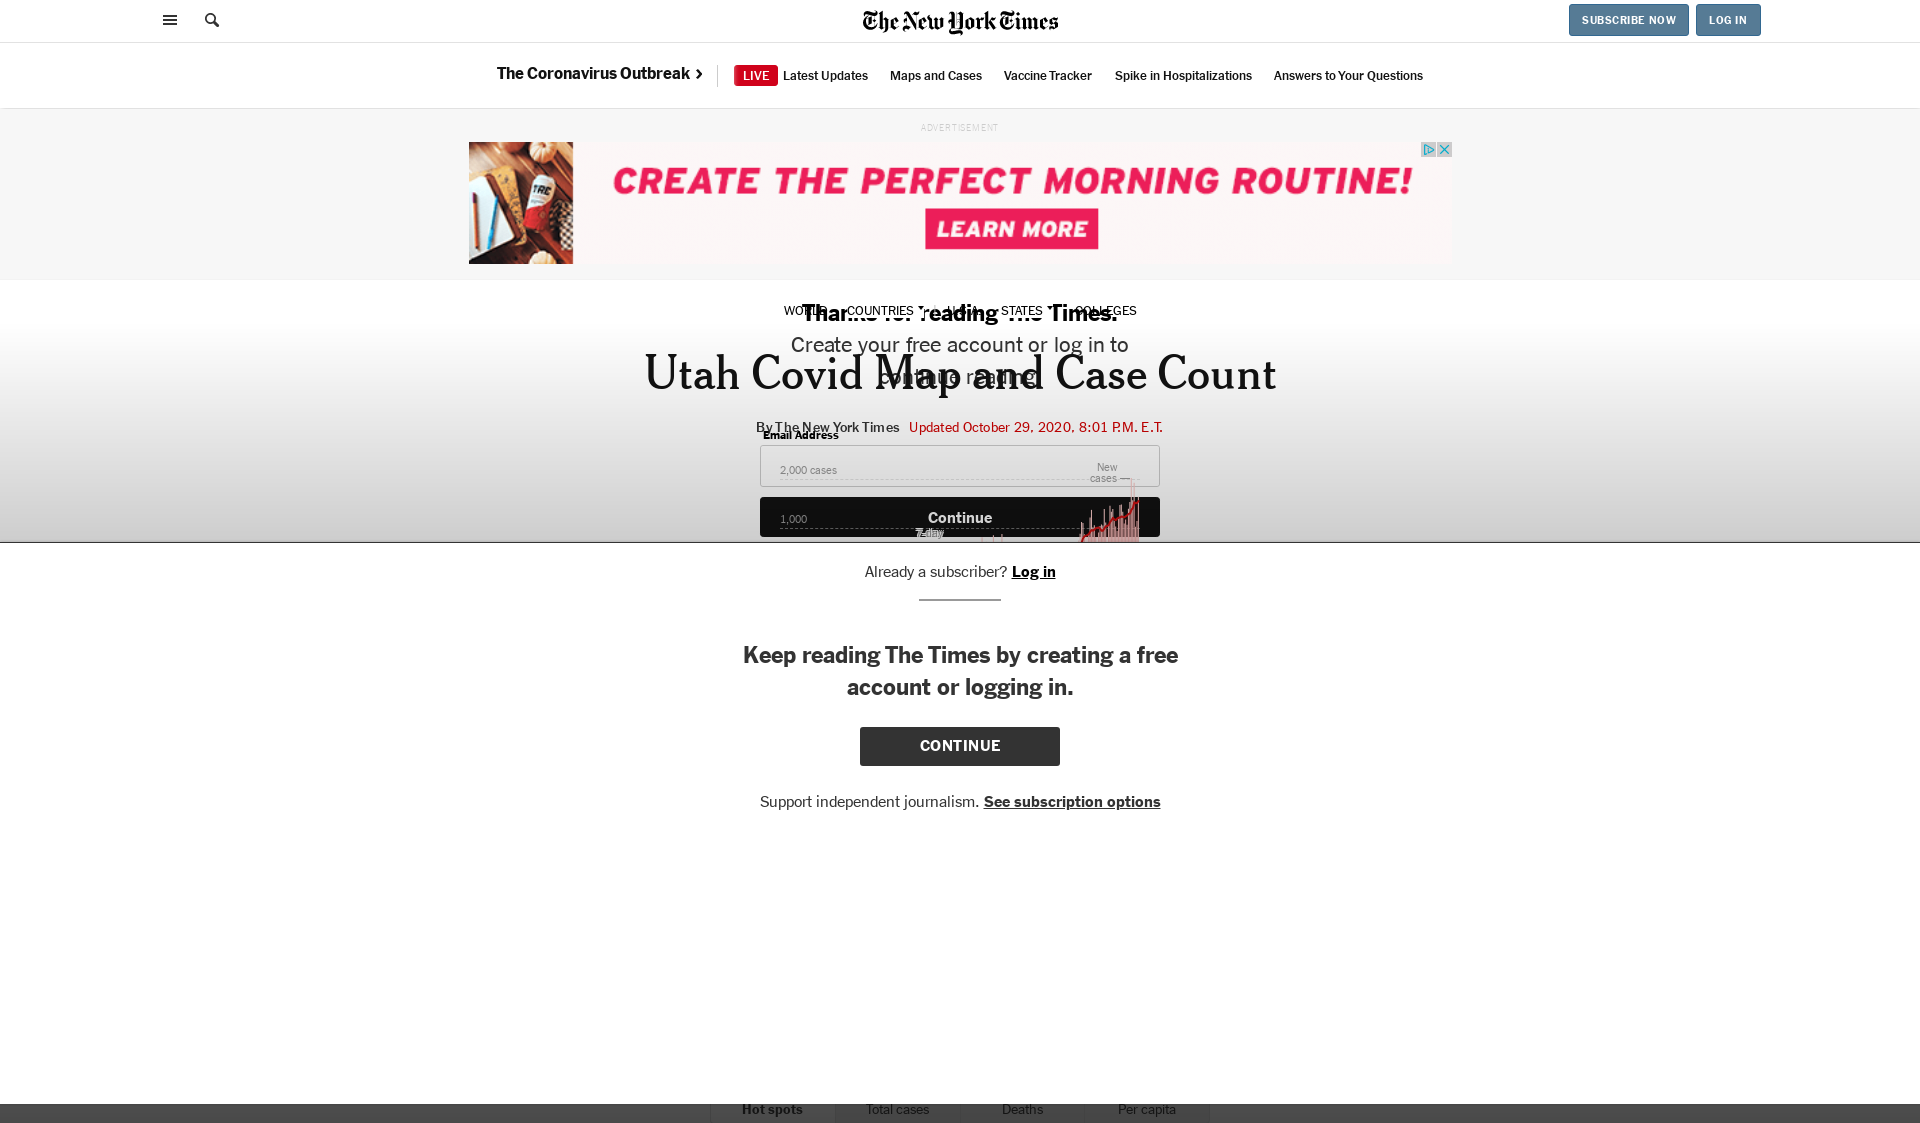 The New York Times
SUBSCRIBE NOW
LOG IN
The Coronavirus Outbreak
LIVE Latest Updates
Maps and Cases
Vaccine Tracker
Spike in Hospitalizations
Answers to Your Questions
ADVERTISEMENT
CREATE THE PERFECT MORNING ROUTINE!
LEARN MORE
WORLD
COUNTRIES
U.S.A.
STATES
COLLEGES
Thanks for reading The Times.
Create your free account or log in to
continue reading.
Utah Covid Map and Case Count
By The New York Times Updated October 29, 2020, 8:01 P.M. E.T.
Email Address
2,000 cases
New
cases
1,000
Continue
7-day
Already a subscriber? Log in
Keep reading The Times by creating a free
account or logging in.
CONTINUE
Support independent journalism. See subscription options
Hot spots
Total cases
Deaths
Per capita